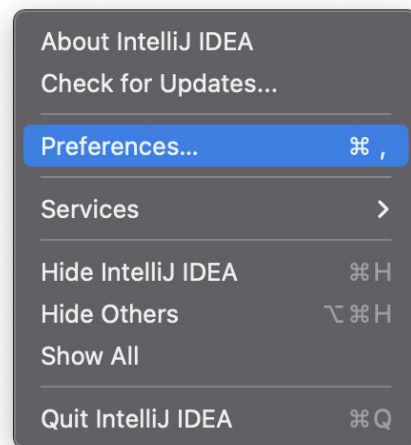 About IntelliJ IDEA
Check for Updates...
Preferences... ⌘ ,
Services
Hide IntelliJ IDEA ⌘H
Hide Others ⌥⌘H
Show All
Quit IntelliJ IDEA ⌘Q